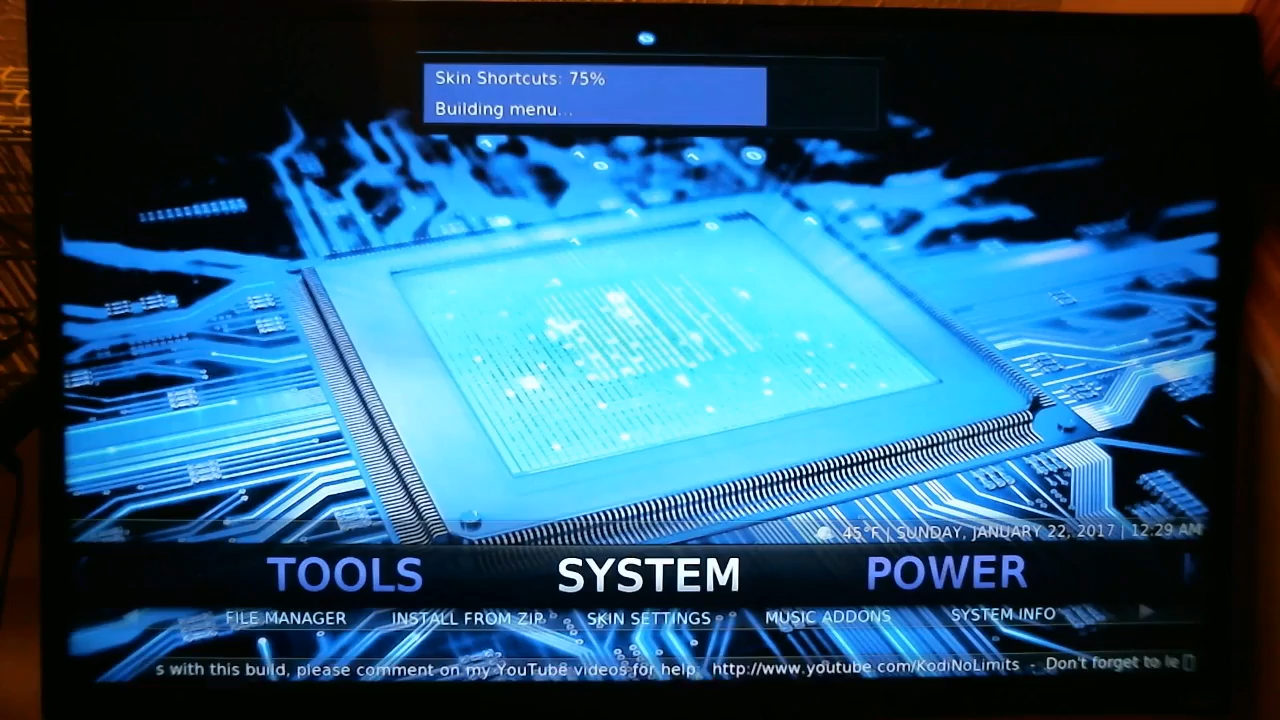 Skin Shortcuts: 75%
Building menu...
45°F | SUNDAY, JANUARY 22, 2017 | 12:29 AM
TOOLS SYSTEM POWER
FILE MANAGER INSTALL FROM ZIP SKIN SETTINGS MUSIC ADDONS SYSTEM INFO
s with this build, please comment on my YouTube videos for help http://www.youtube.com/KodiNoLimits - Don't forget to le